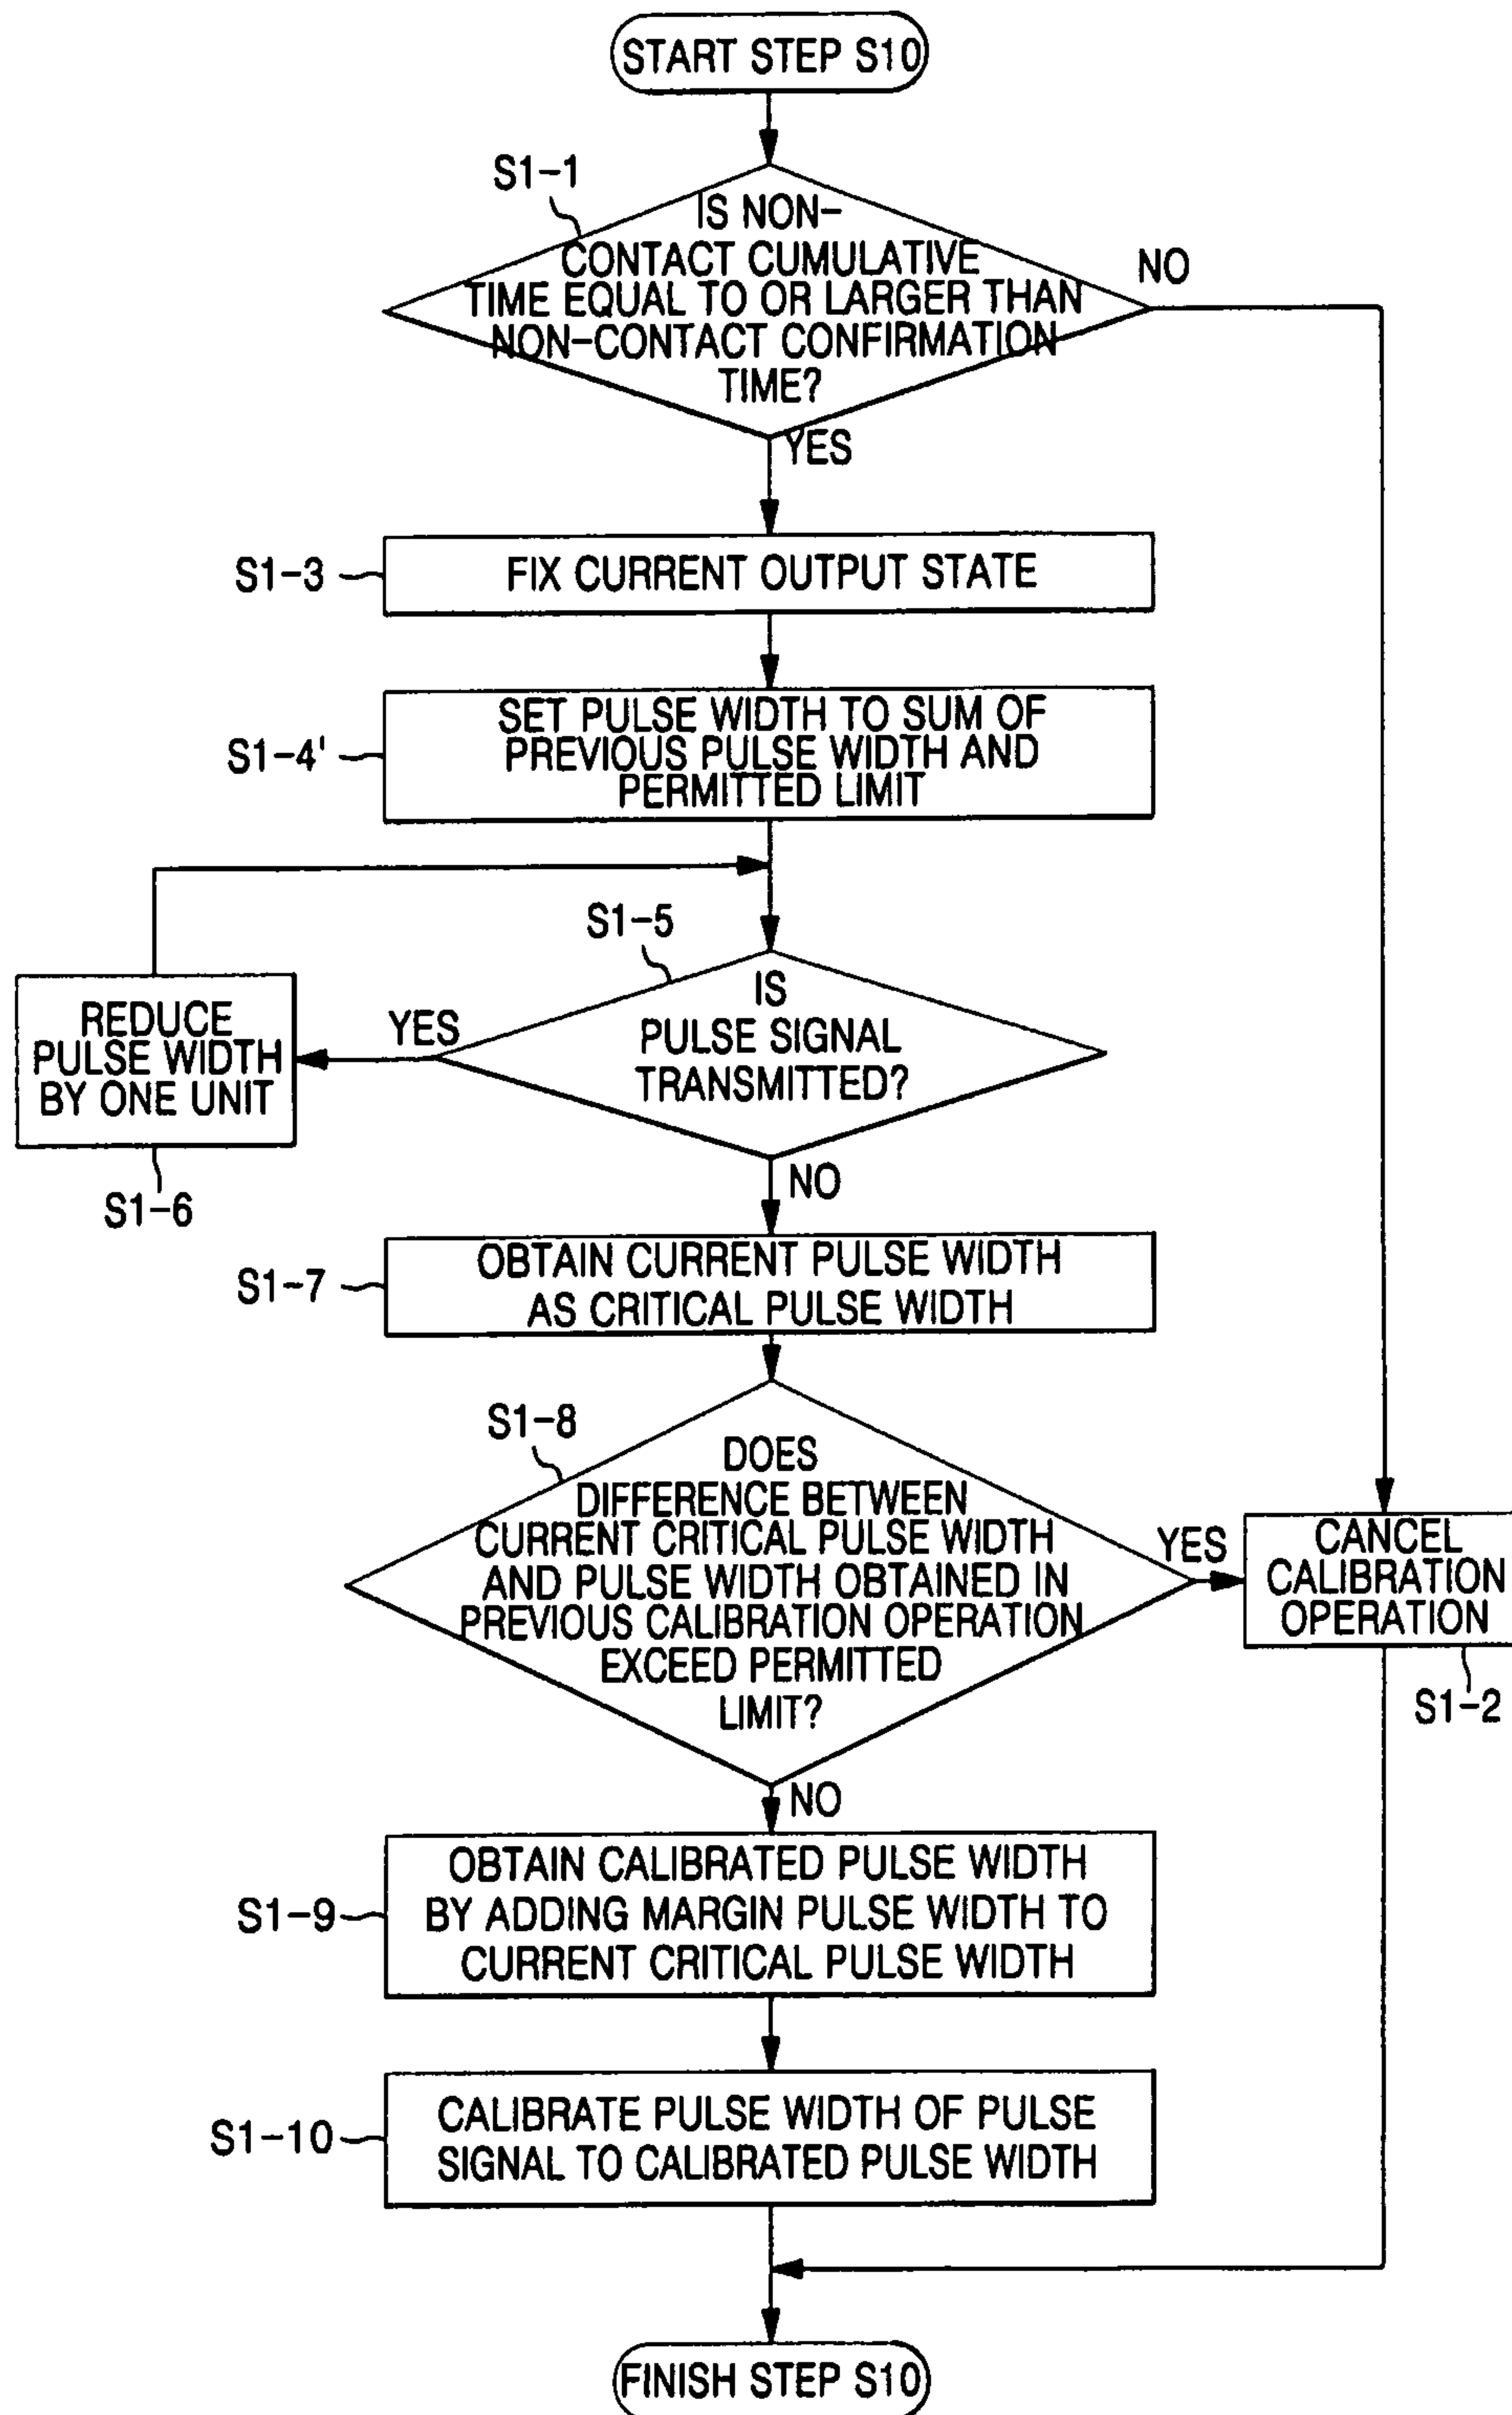 START STEP S10
S1-1
IS NON-
CONTACT CUMULATIVE
TIME EQUAL TO OR LARGER THAN
NON-CONTACT CONFIRMATION
TIME?
NO
YES
S1-3
FIX CURRENT OUTPUT STATE
S1-4'
SET PULSE WIDTH TO SUM OF
PREVIOUS PULSE WIDTH AND
PERMITTED LIMIT
S1-5
IS
PULSE SIGNAL
TRANSMITTED?
YES
REDUCE
PULSE WIDTH
BY ONE UNIT
S1-6
NO
S1-7
OBTAIN CURRENT PULSE WIDTH
AS CRITICAL PULSE WIDTH
S1-8
DOES
DIFFERENCE BETWEEN
CURRENT CRITICAL PULSE WIDTH
AND PULSE WIDTH OBTAINED IN
PREVIOUS CALIBRATION OPERATION
EXCEED PERMITTED
LIMIT?
YES
CANCEL
CALIBRATION
OPERATION
S1-2
NO
S1-9
OBTAIN CALIBRATED PULSE WIDTH
BY ADDING MARGIN PULSE WIDTH TO
CURRENT CRITICAL PULSE WIDTH
S1-10
CALIBRATE PULSE WIDTH OF PULSE
SIGNAL TO CALIBRATED PULSE WIDTH
FINISH STEP S10